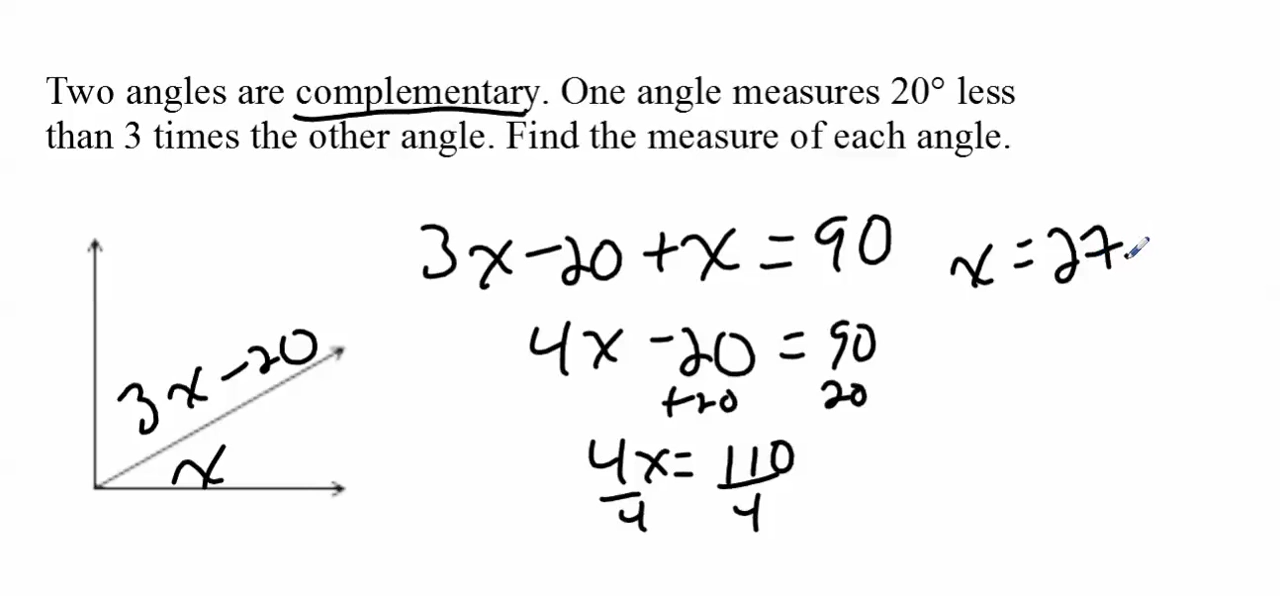 Two angles are complementary. One angle measures 20° less
than 3 times the other angle. Find the measure of each angle.
3x-20+x=90
x=27.
3x-20
x
4x-20=90
+20 20
4x=110
4 4